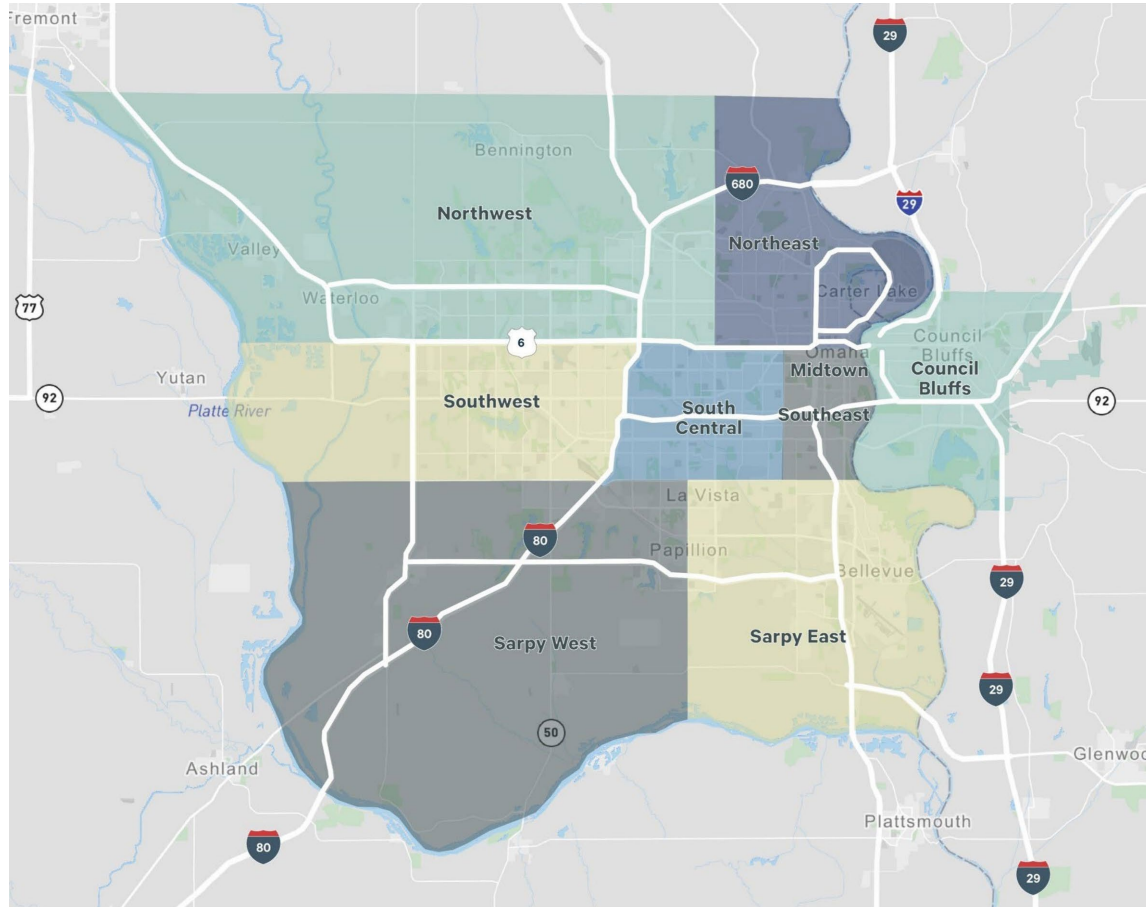 Fremont
29
Bennington
680
29
Northwest
Northeast
Valley
Carter Lake
Waterloo
77
6
Omaha
Midtown
Council
Bluffs
Council
Bluffs
Yutan
92
Platte River
Southwest
South
Central
Southeast
92
La Vista
80
Papillion
Bellevue
29
80
Sarpy West
Sarpy East
29
50
Ashland
Glenwoo
Plattsmouth
80
29